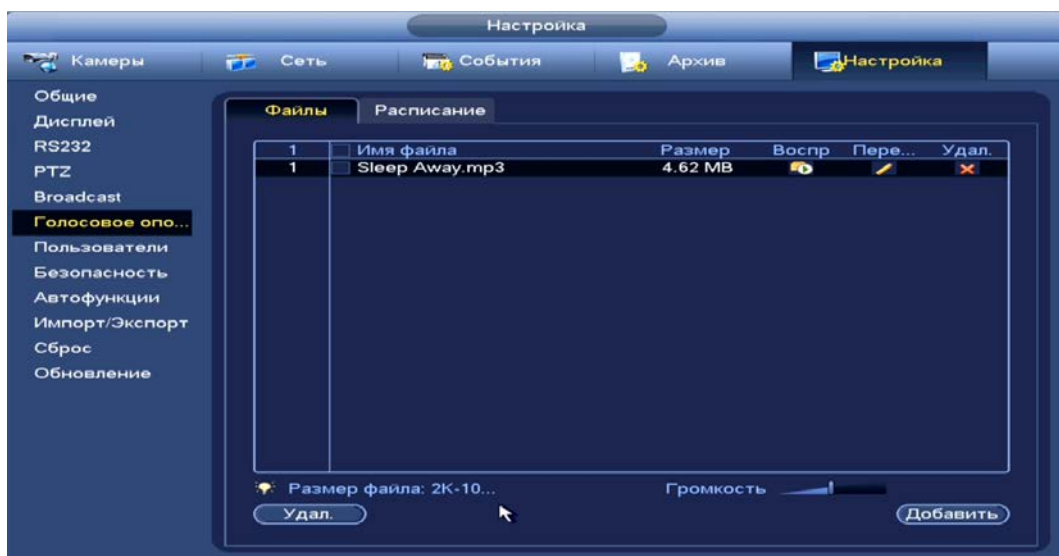 Настройка
Камеры Сеть События Архив Настройка
Общие
Дисплей
RS232
PTZ
Broadcast
Голосовое опо...
Пользователи
Безопасность
Автофункции
Импорт/Экспорт
Сброс
Обновление
Файлы Расписание
1 Имя файла Размер Воспр Пере... Удал.
1 Sleep Away.mp3 4.62 MB
Размер файла: 2K-10... Громкость
Удал. Добавить